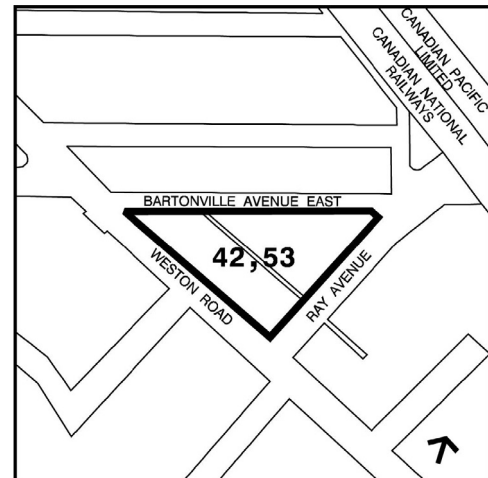 CANADIAN PACIFIC
LIMITED
CANADIAN NATIONAL
RAILWAYS
BARTONVILLE AVENUE EAST
42,53
WESTON ROAD
RAY AVENUE